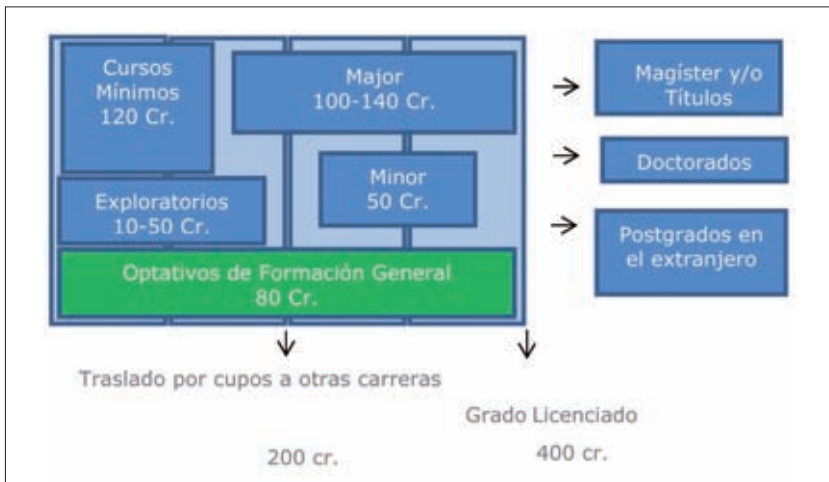 Cursos
Mínimos
120 Cr.
Major
100-140 Cr.
Exploratorios
10-50 Cr.
Minor
50 Cr.
Optativos de Formación General
80 Cr.
Magíster y/o
Títulos
Doctorados
Postgrados en
el extranjero
Traslado por cupos a otras carreras
200 cr.
Grado Licenciado
400 cr.